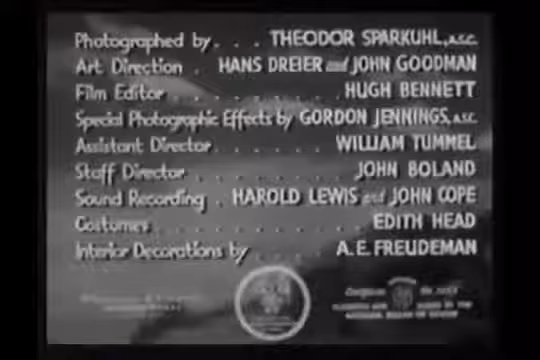 Photographed by. . . THEODOR SPARKUHL, A.S.C.
Art Direction . HANS DREIER and JOHN GOODMAN
Film Editor . . . . . . . . . HUGH BENNETT
Special Photographic Effects by GORDON JENNINGS, A.S.C.
Assistant Director. . . . . . . WILLIAM TUMMEL
Staff Director . . . . . . . . JOHN BOLAND
Sound Recording . HAROLD LEWIS and JOHN COPE
Costumes . . . . . . . . . . . EDITH HEAD
Interior Decorations by . . . . A. E. FREUDEMAN